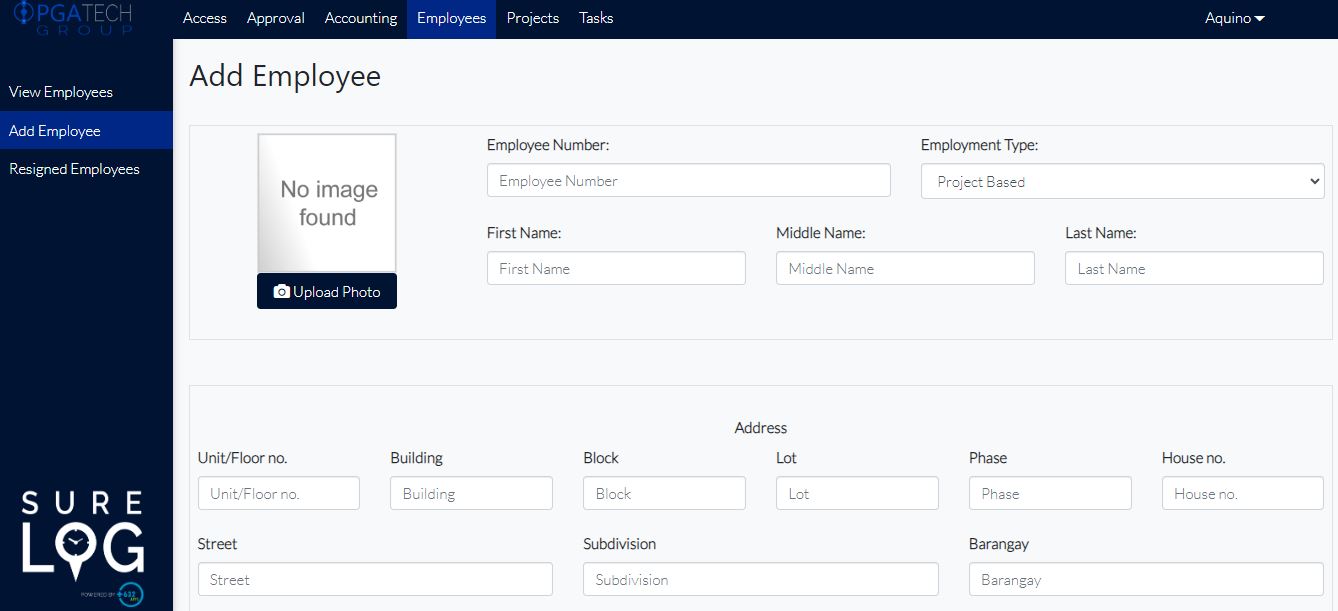 PGATECH
GROUP
Access Approval Accounting Employees Projects Tasks Aquino
View Employees
Add Employee
Resigned Employees
Add Employee
No image
found
Upload Photo
Employee Number: Employment Type:
Employee Number Project Based
First Name: Middle Name: Last Name:
First Name Middle Name Last Name
Address
Unit/Floor no. Building Block Lot Phase House no.
Unit/Floor no. Building Block Lot Phase House no.
Street Subdivision Barangay
Street Subdivision Barangay
SURE
LOG
POWERED BY +632